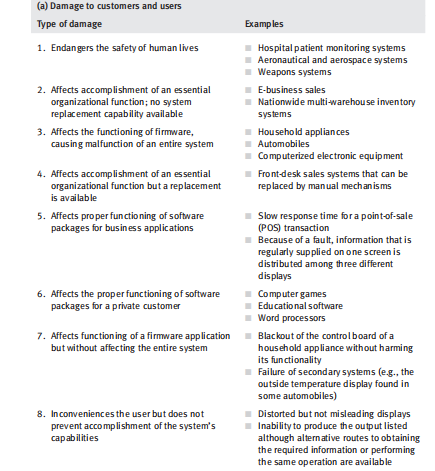 (a) Damage to customers and users
Type of damage Examples
1. Endangers the safety of human lives
■ Hospital patient monitoring systems
■ Aeronautical and aerospace systems
■ Weapons systems
2. Affects accomplishment of an essential
organizational function; no system
replacement capability available
■ E-business sales
■ Nationwide multi-warehouse inventory
systems
3. Affects the functioning of firmware,
causing malfunction of an entire system
■ Household appliances
■ Automobiles
■ Computerized electronic equipment
4. Affects accomplishment of an essential
organizational function but a replacement
is available
■ Front-desk sales systems that can be
replaced by manual mechanisms
5. Affects proper functioning of software
packages for business applications
■ Slow response time for a point-of-sale
(POS) transaction
■ Because of a fault, information that is
regularly supplied on one screen is
distributed among three different
displays
6. Affects the proper functioning of software
packages for a private customer
■ Computer games
■ Educational software
■ Word processors
7. Affects functioning of a firmware application
but without affecting the entire system
■ Blackout of the control board of a
household appliance without harming
its functionality
■ Failure of secondary systems (e.g., the
outside temperature display found in
some automobiles)
8. Inconveniences the user but does not
prevent accomplishment of the system's
capabilities
■ Distorted but not misleading displays
■ Inability to produce the output listed
although alternative routes to obtaining
the required information or performing
the same operation are available